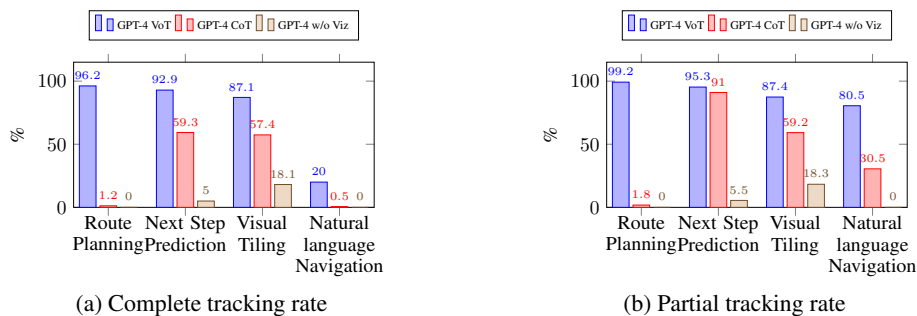 GPT-4 VoT GPT-4 CoT GPT-4 w/o Viz
96.2 92.9 87.1
100
59.3 57.4
%
50
18.1 20
1.2 0 5 0.5 0
0
Route Planning
Next Step Prediction
Visual Tiling
Natural language Navigation
(a) Complete tracking rate
GPT-4 VoT GPT-4 CoT GPT-4 w/o Viz
99.2 95.3 91 87.4 80.5
100
59.2
%
50
30.5
18.3
1.8 0 5.5 0
0
Route Planning
Next Step Prediction
Visual Tiling
Natural language Navigation
(b) Partial tracking rate